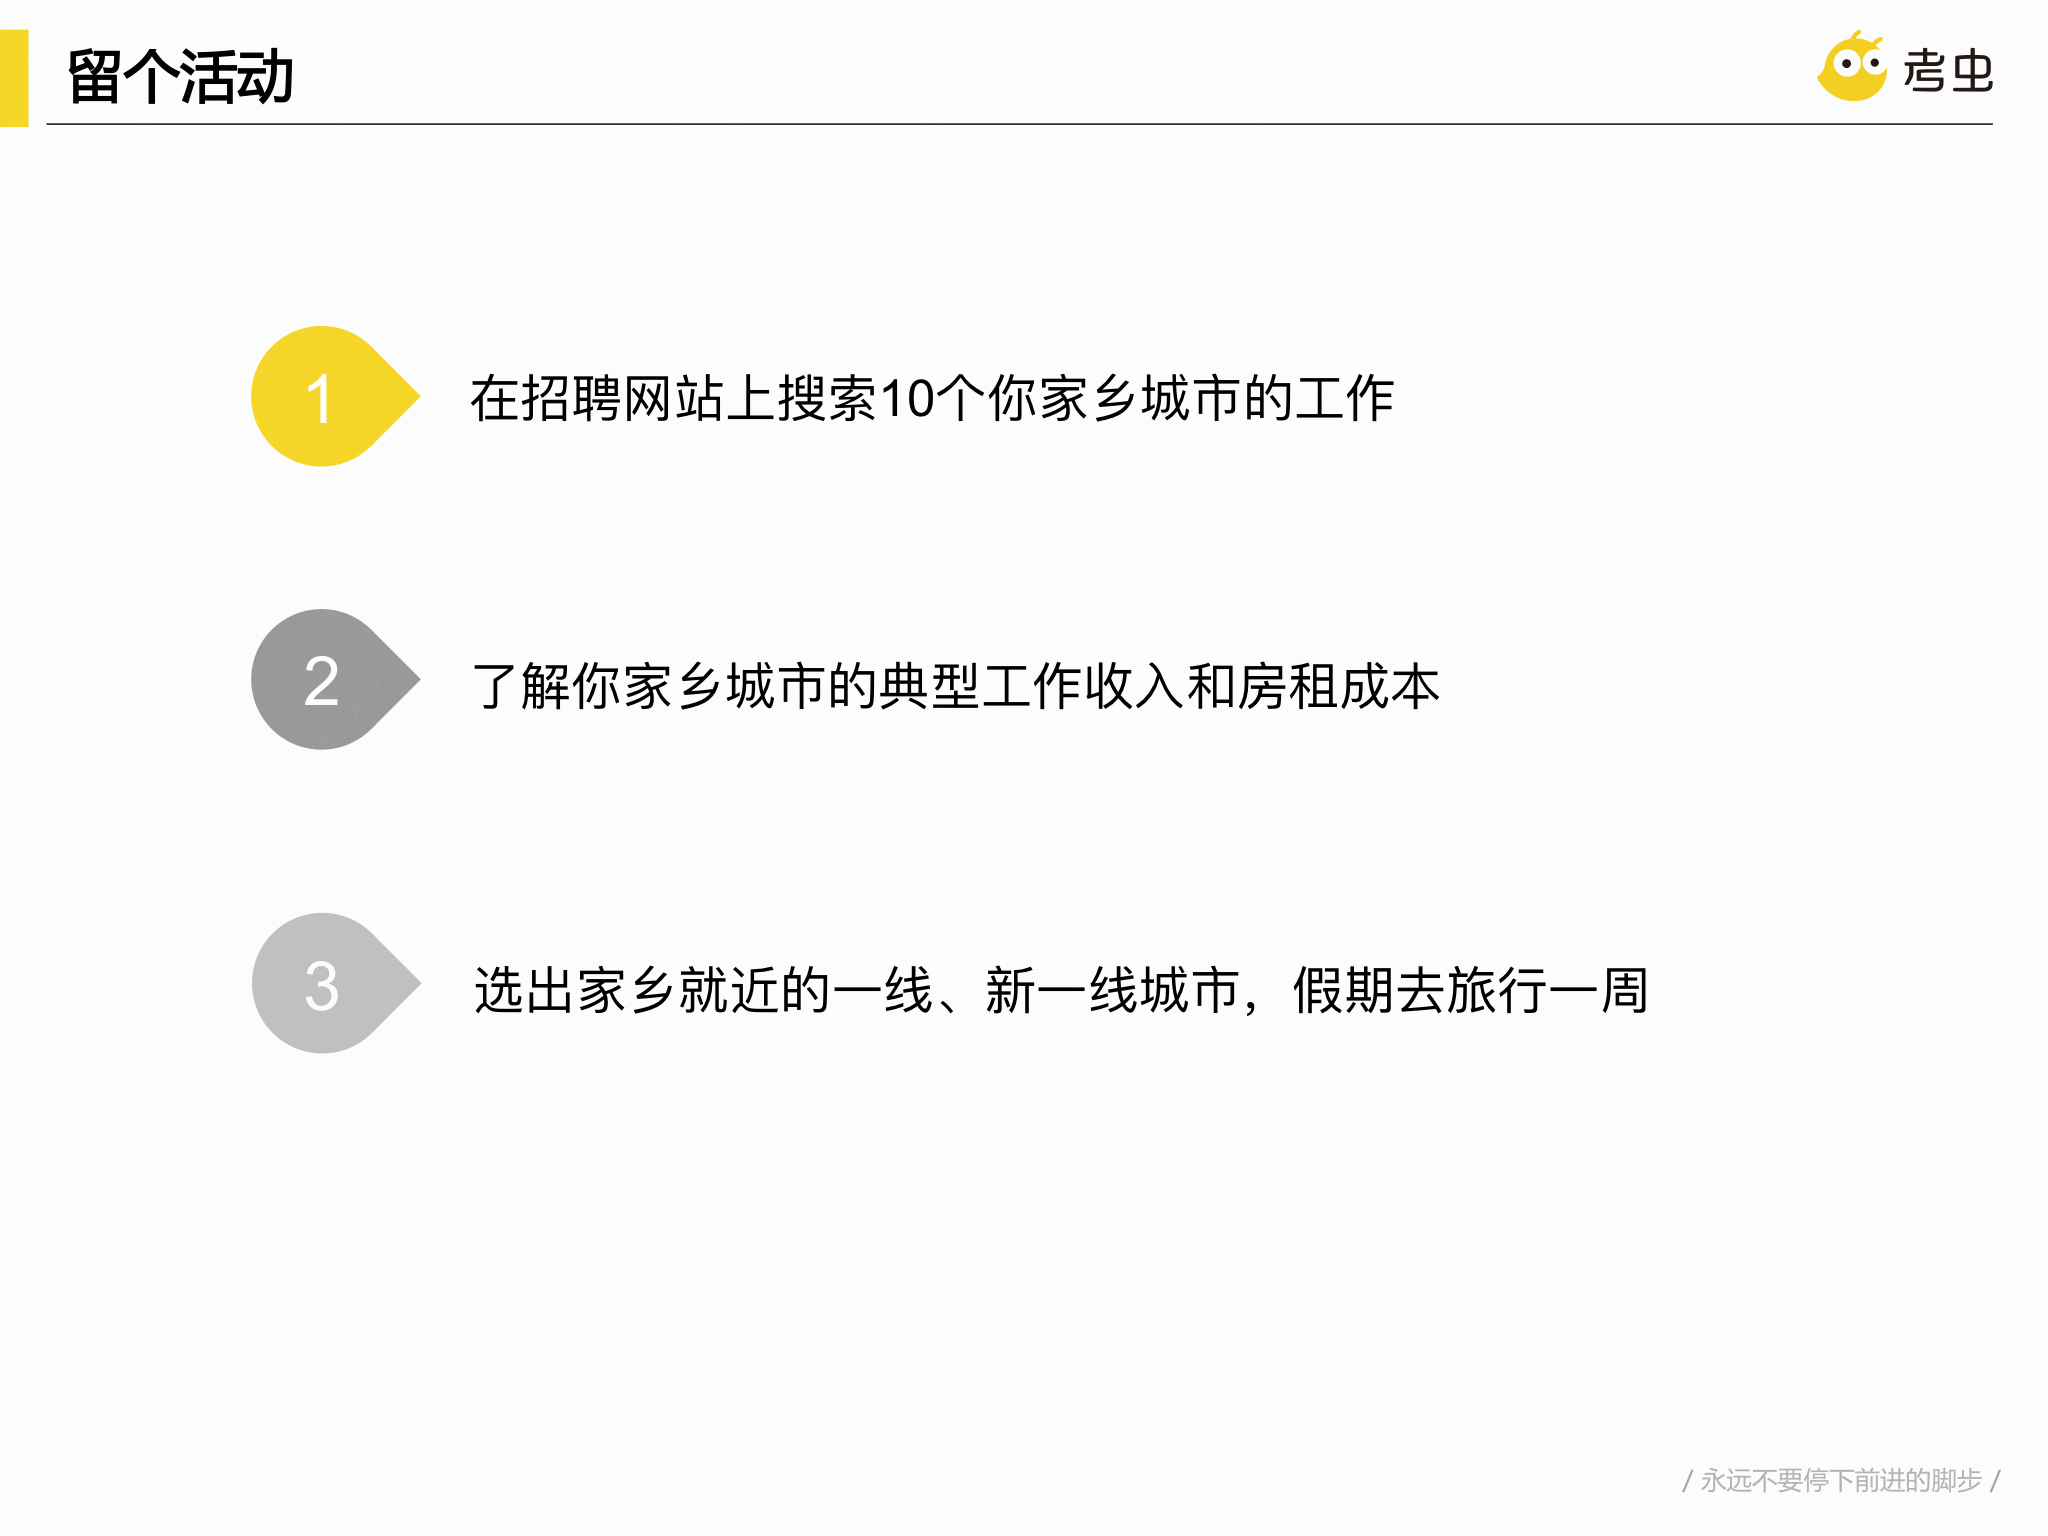 留个活动
考虫
1
在招聘网站上搜索10个你家乡城市的工作
2
了解你家乡城市的典型工作收入和房租成本
3
选出家乡就近的一线、新一线城市，假期去旅行一周
/ 永远不要停下前进的脚步 /